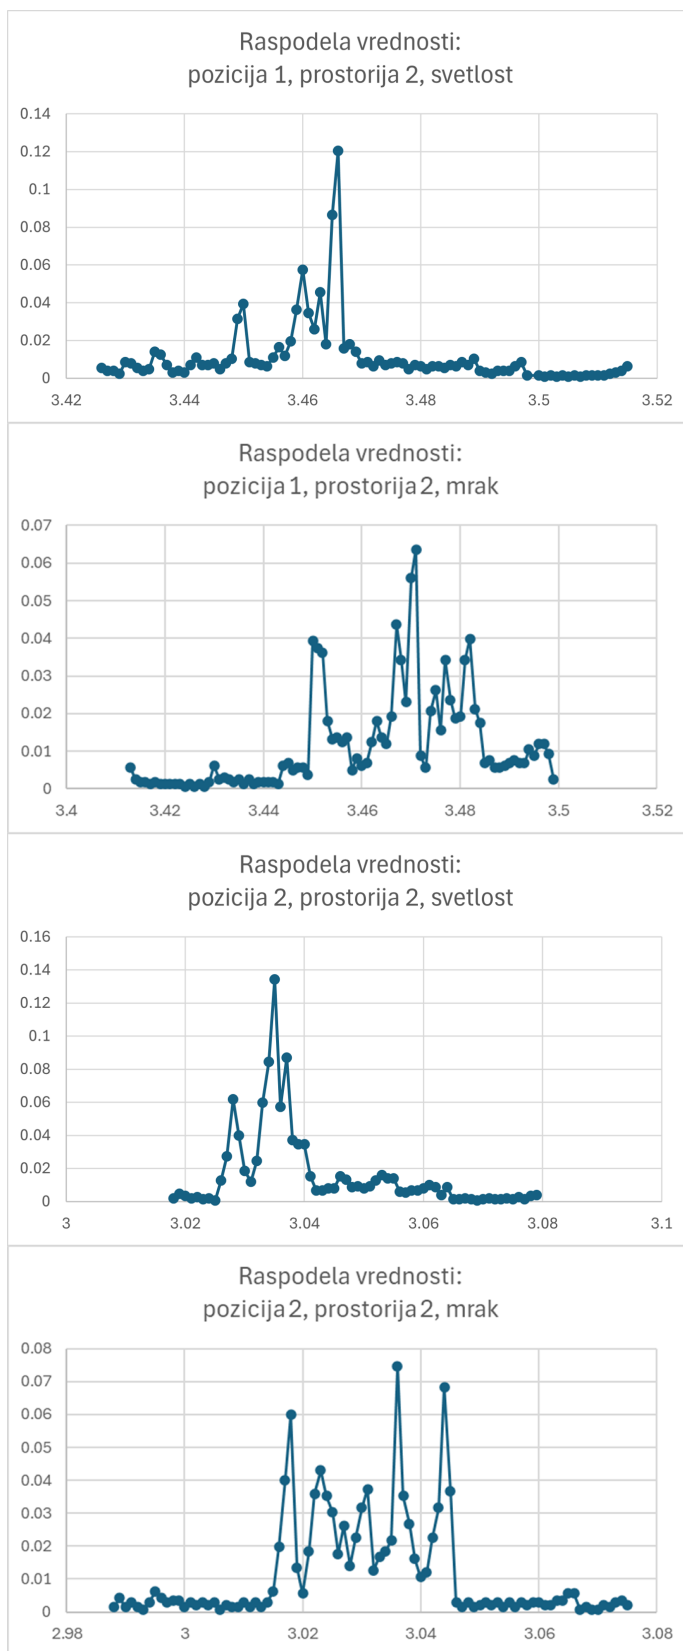 Raspodela vrednosti:
pozicija 1, prostorija 2, svetlost
0.14
0.12
0.1
0.08
0.06
0.04
0.02
0
3.42 3.44 3.46 3.48 3.5 3.52
Raspodela vrednosti:
pozicija 1, prostorija 2, mrak
0.07
0.06
0.05
0.04
0.03
0.02
0.01
0
3.4 3.42 3.44 3.46 3.48 3.5 3.52
Raspodela vrednosti:
pozicija 2, prostorija 2, svetlost
0.16
0.14
0.12
0.1
0.08
0.06
0.04
0.02
0
3 3.02 3.04 3.06 3.08 3.1
Raspodela vrednosti:
pozicija 2, prostorija 2, mrak
0.08
0.07
0.06
0.05
0.04
0.03
0.02
0.01
0
2.98 3 3.02 3.04 3.06 3.08